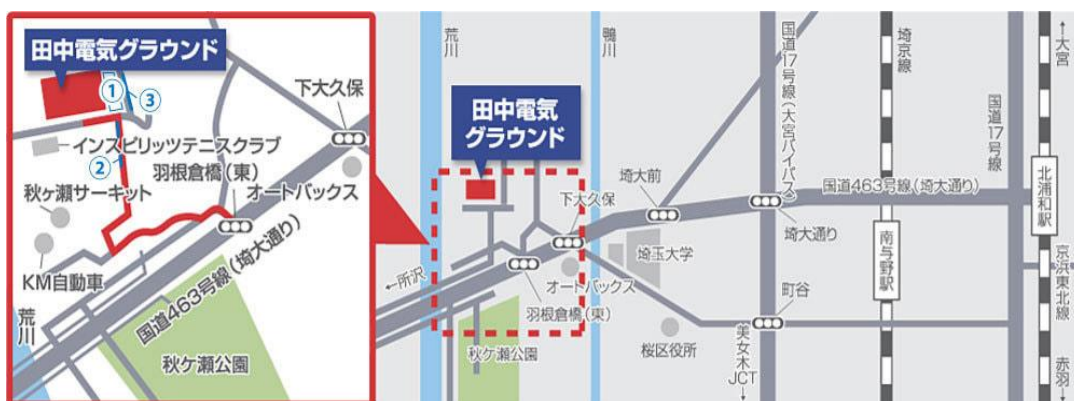 田中電気グラウンド
①
③
下大久保
インスピリッツテニスクラブ
②
羽根倉橋(東)
秋ヶ瀬サーキット
オートバックス
KM自動車
国道463号線(埼大通り)
荒川
秋ケ瀬公園
荒川
鴨川
国道17号線(大宮バイパス)
埼京線
↑大宮
国道17号線
田中電気
グラウンド
埼大前
下大久保
国道463号線(埼大通り)
北浦和駅
埼大通り
埼玉大学
南与野駅
←所沢
オートバックス
羽根倉橋(東)
町谷
京浜東北線
秋ケ瀬公園
桜区役所
美女木
JCT
↓
赤羽
↓